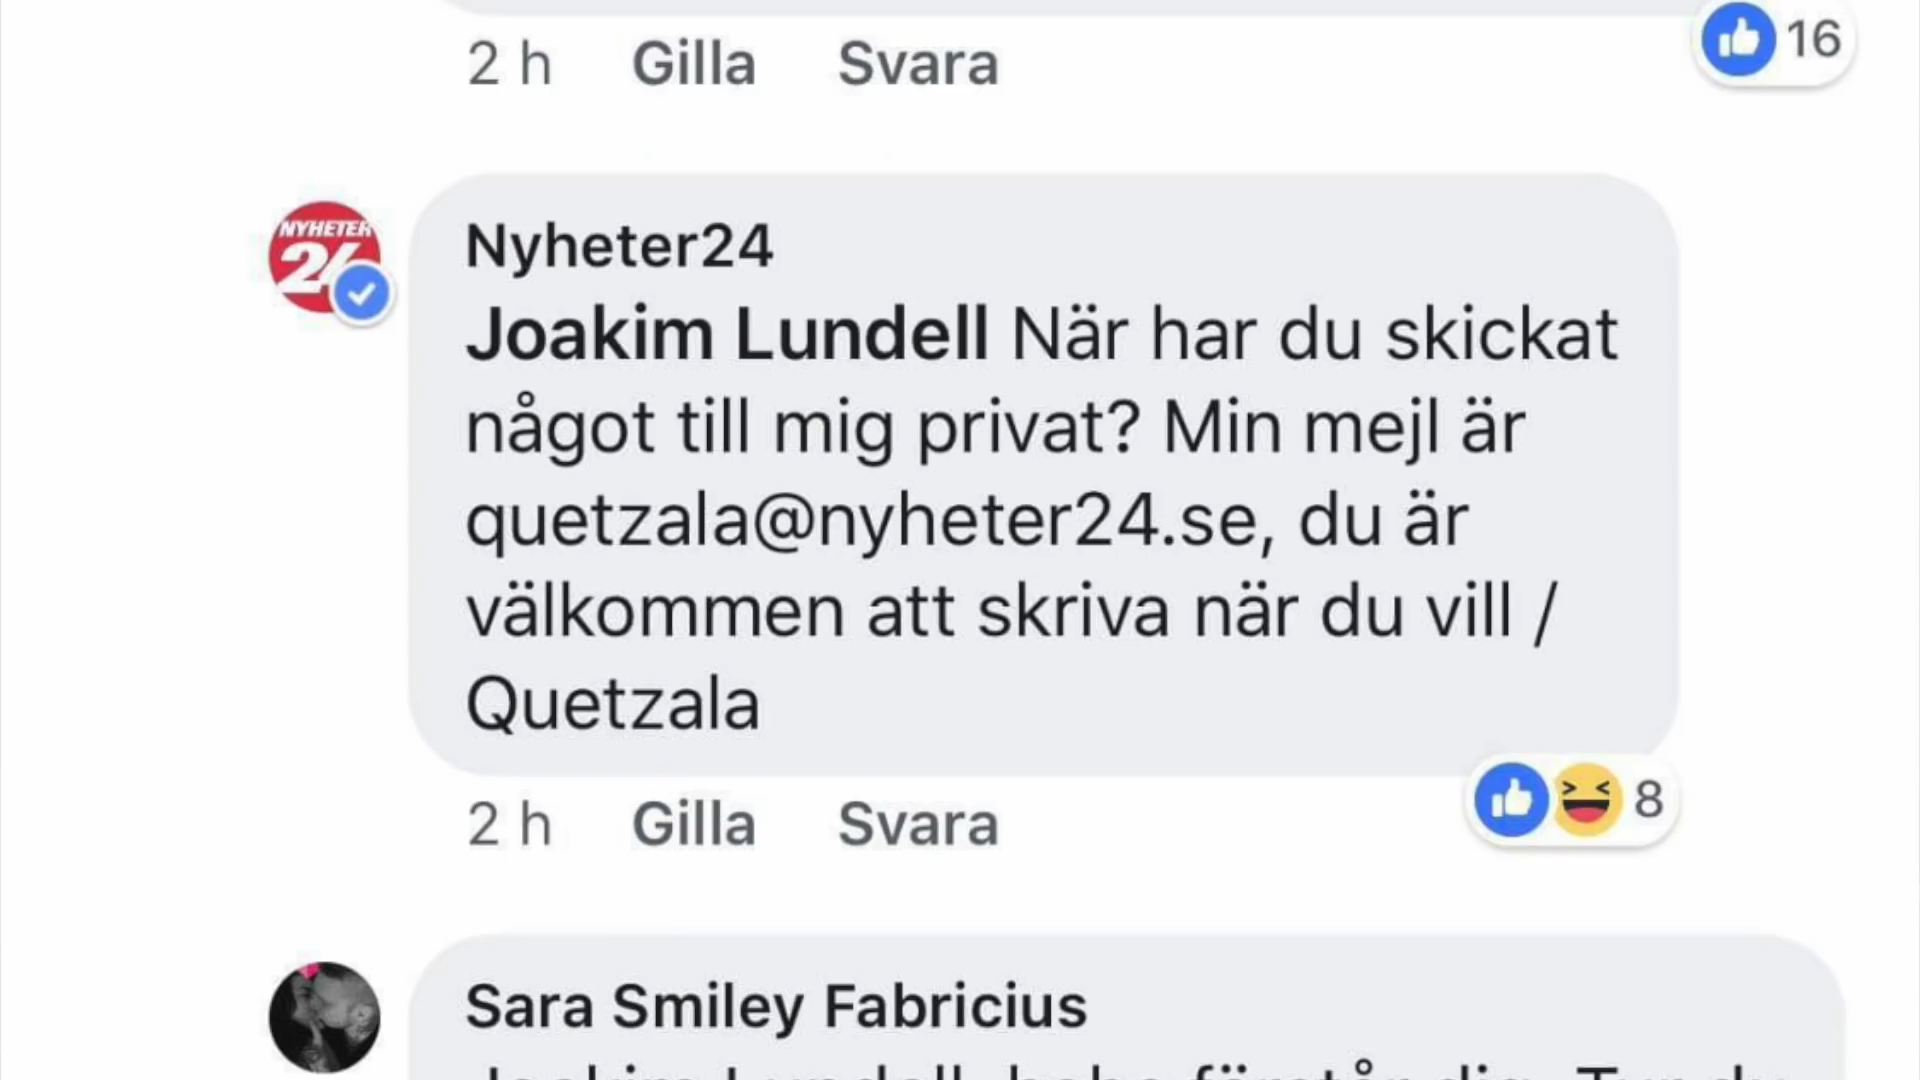 2 h Gilla Svara 16
NYHETER
24
Nyheter24
Joakim Lundell När har du skickat
något till mig privat? Min mejl är
quetzala@nyheter24.se, du är
välkommen att skriva när du vill /
Quetzala
8
2 h Gilla Svara
Sara Smiley Fabricius
Joakim Lundell